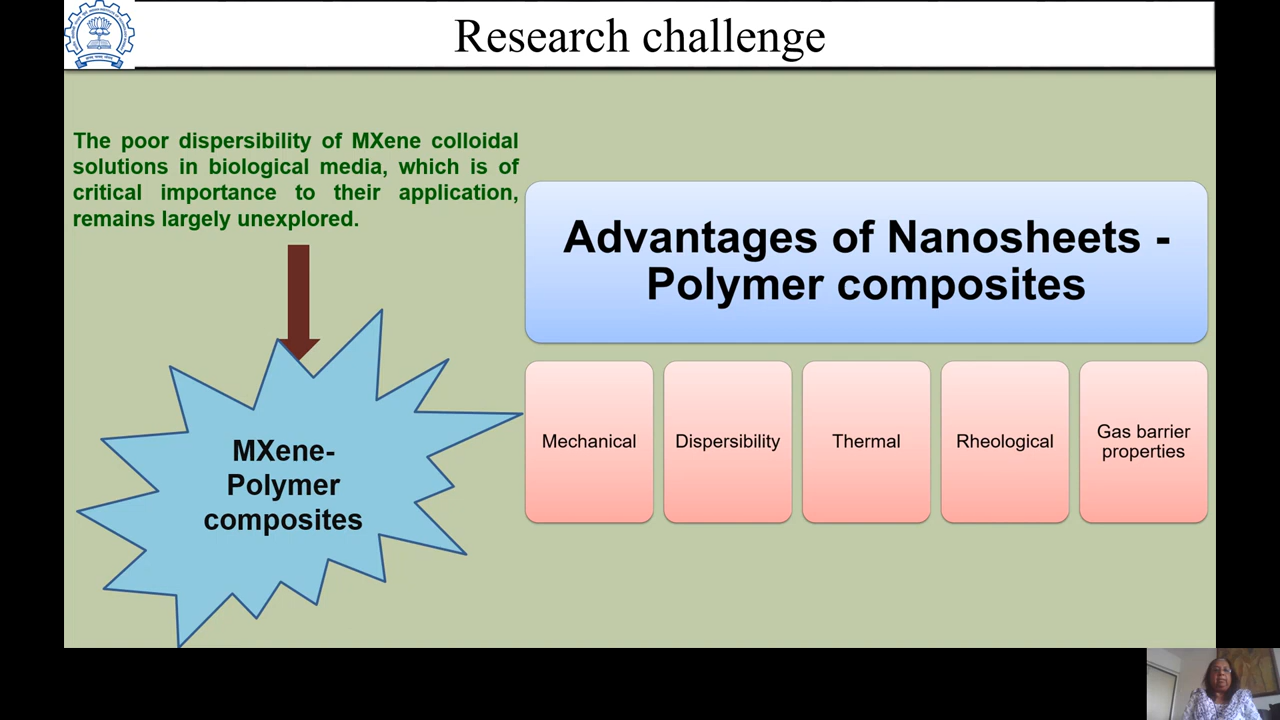 Research challenge
The poor dispersibility of MXene colloidal
solutions in biological media, which is of
critical importance to their application,
remains largely unexplored.
MXene-
Polymer
composites
Advantages of Nanosheets -
Polymer composites
Mechanical
Dispersibility
Thermal
Rheological
Gas barrier
properties